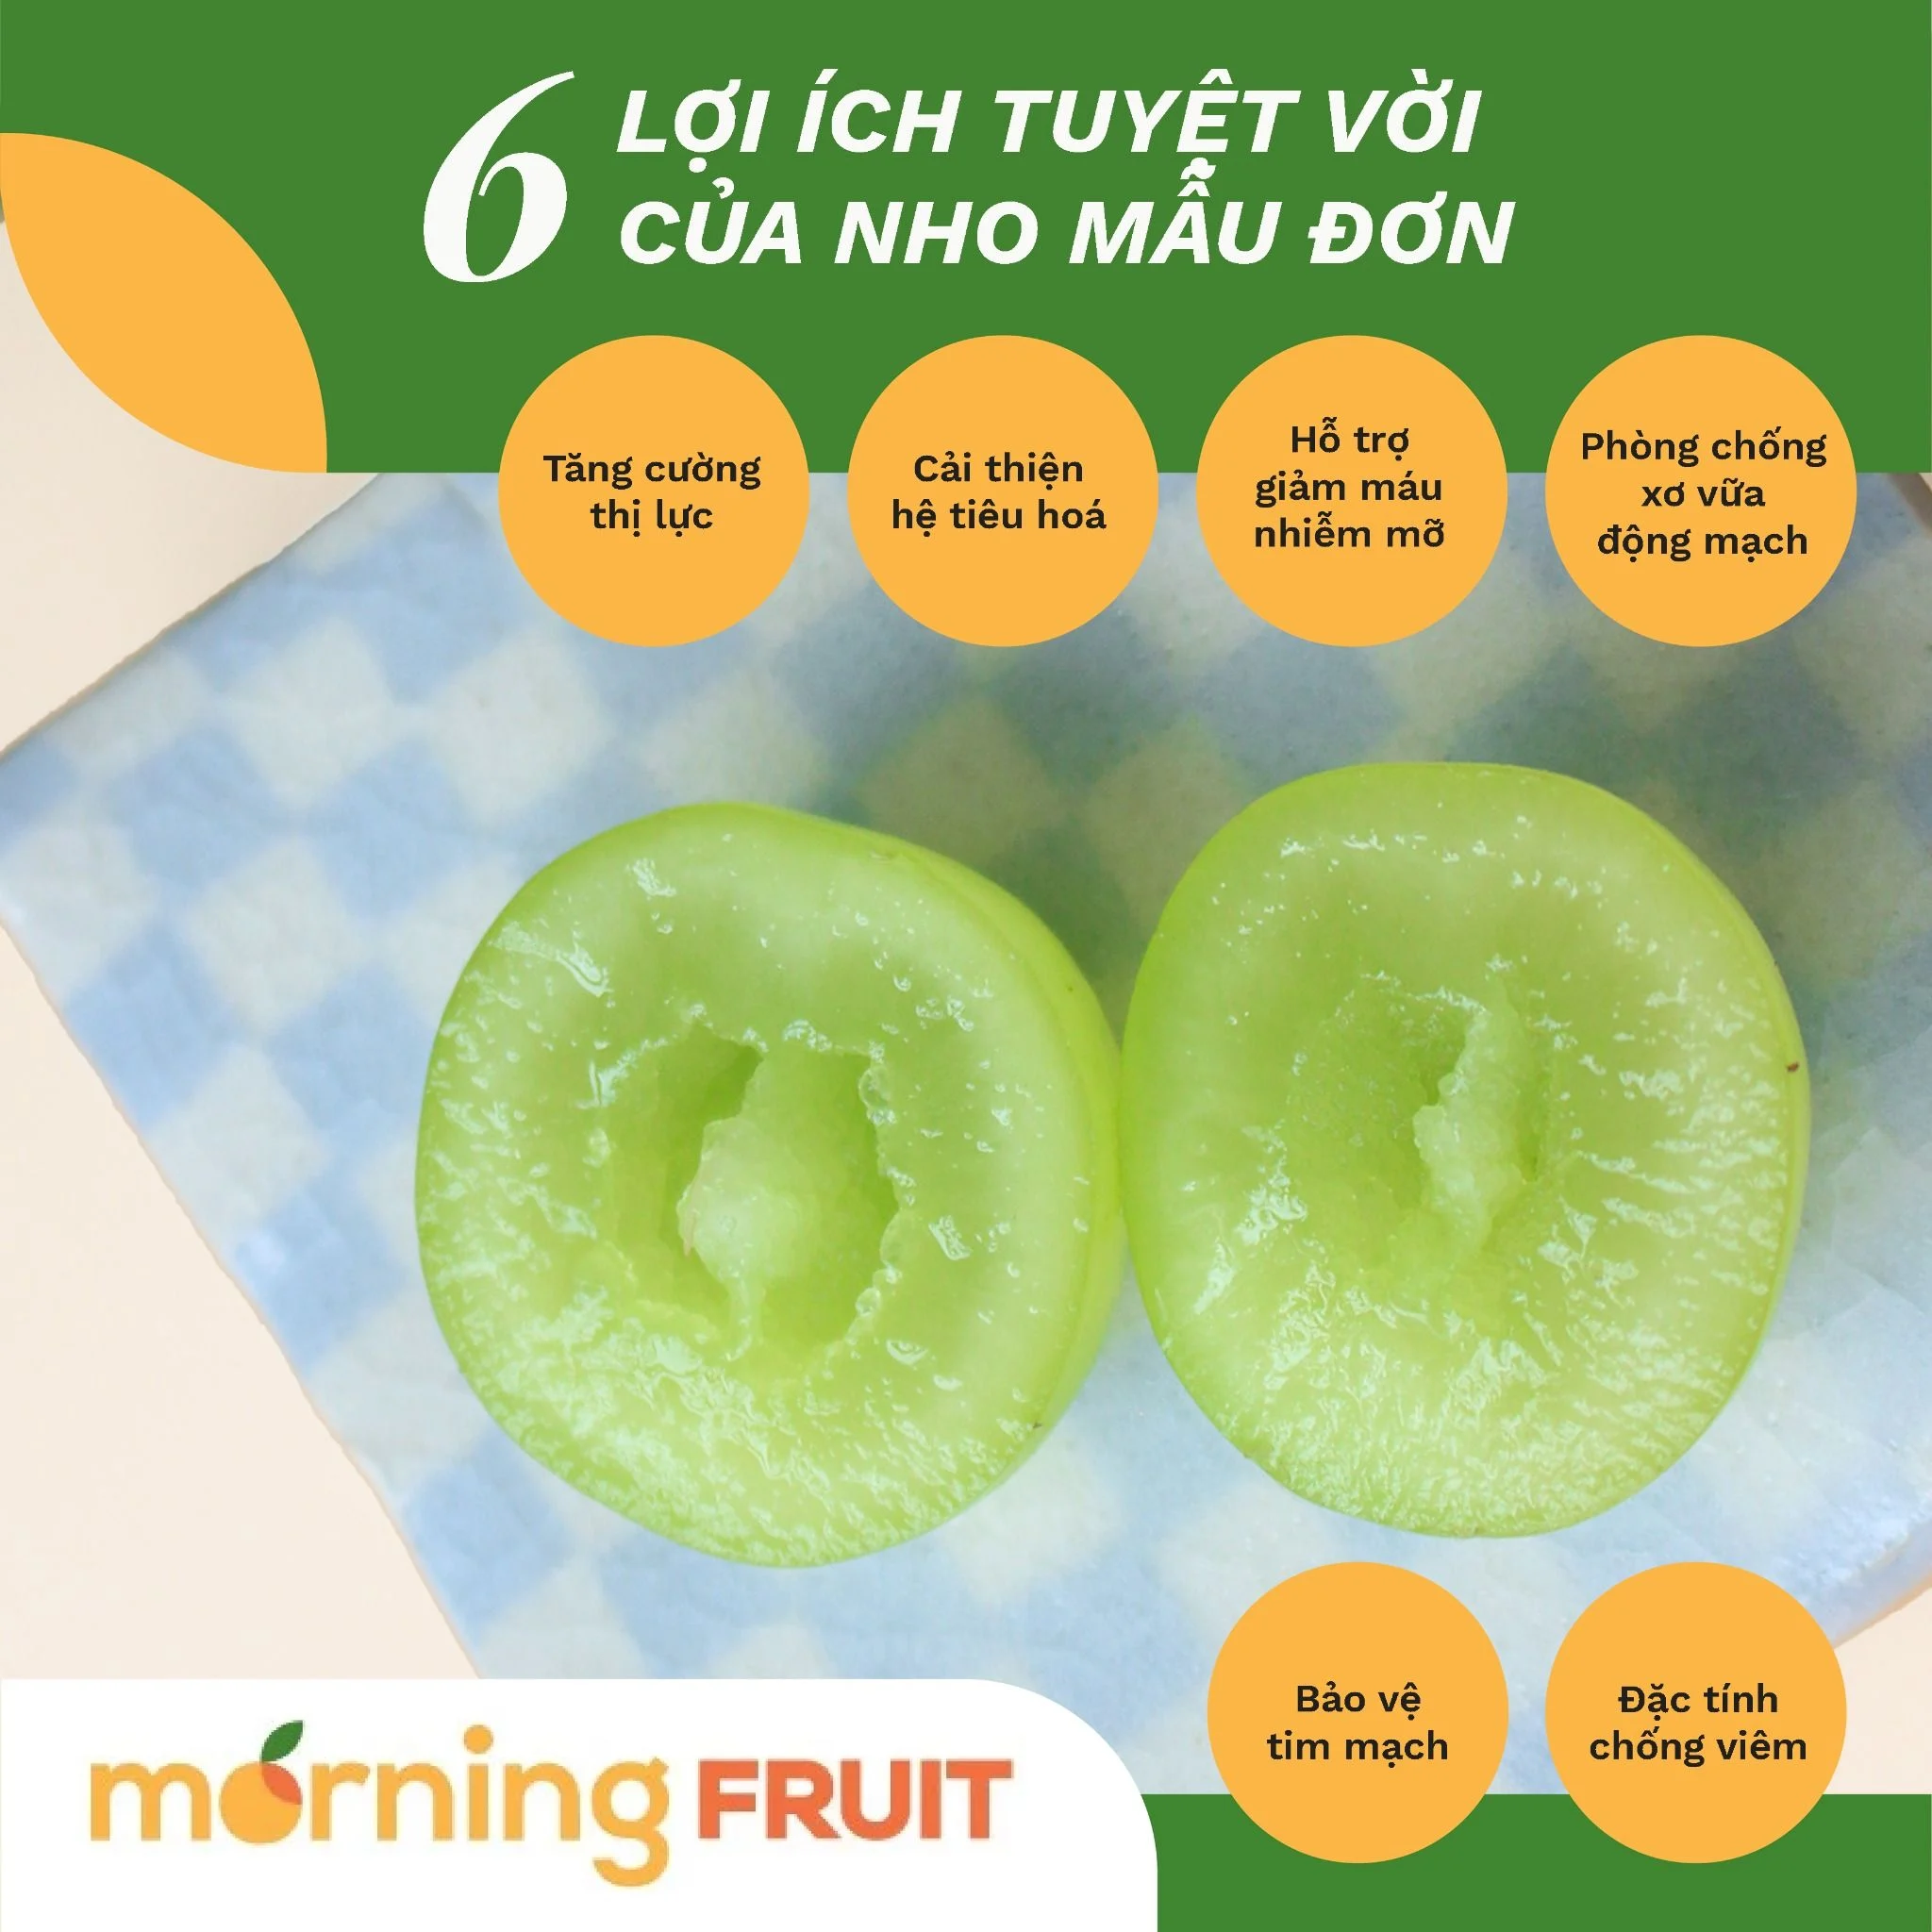 6 LỢI ÍCH TUYỆT VỜI
CỦA NHO MẪU ĐƠN
Tăng cường
thị lực
Cải thiện
hệ tiêu hoá
Hỗ trợ
giảm máu
nhiễm mỡ
Phòng chống
xơ vữa
động mạch
Bảo vệ
tim mạch
Đặc tính
chống viêm
morning FRUIT